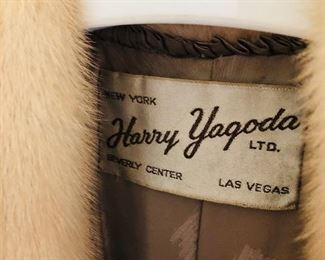 NEW YORK
Harry Yagoda
LTD.
BEVERLY CENTER LAS VEGAS